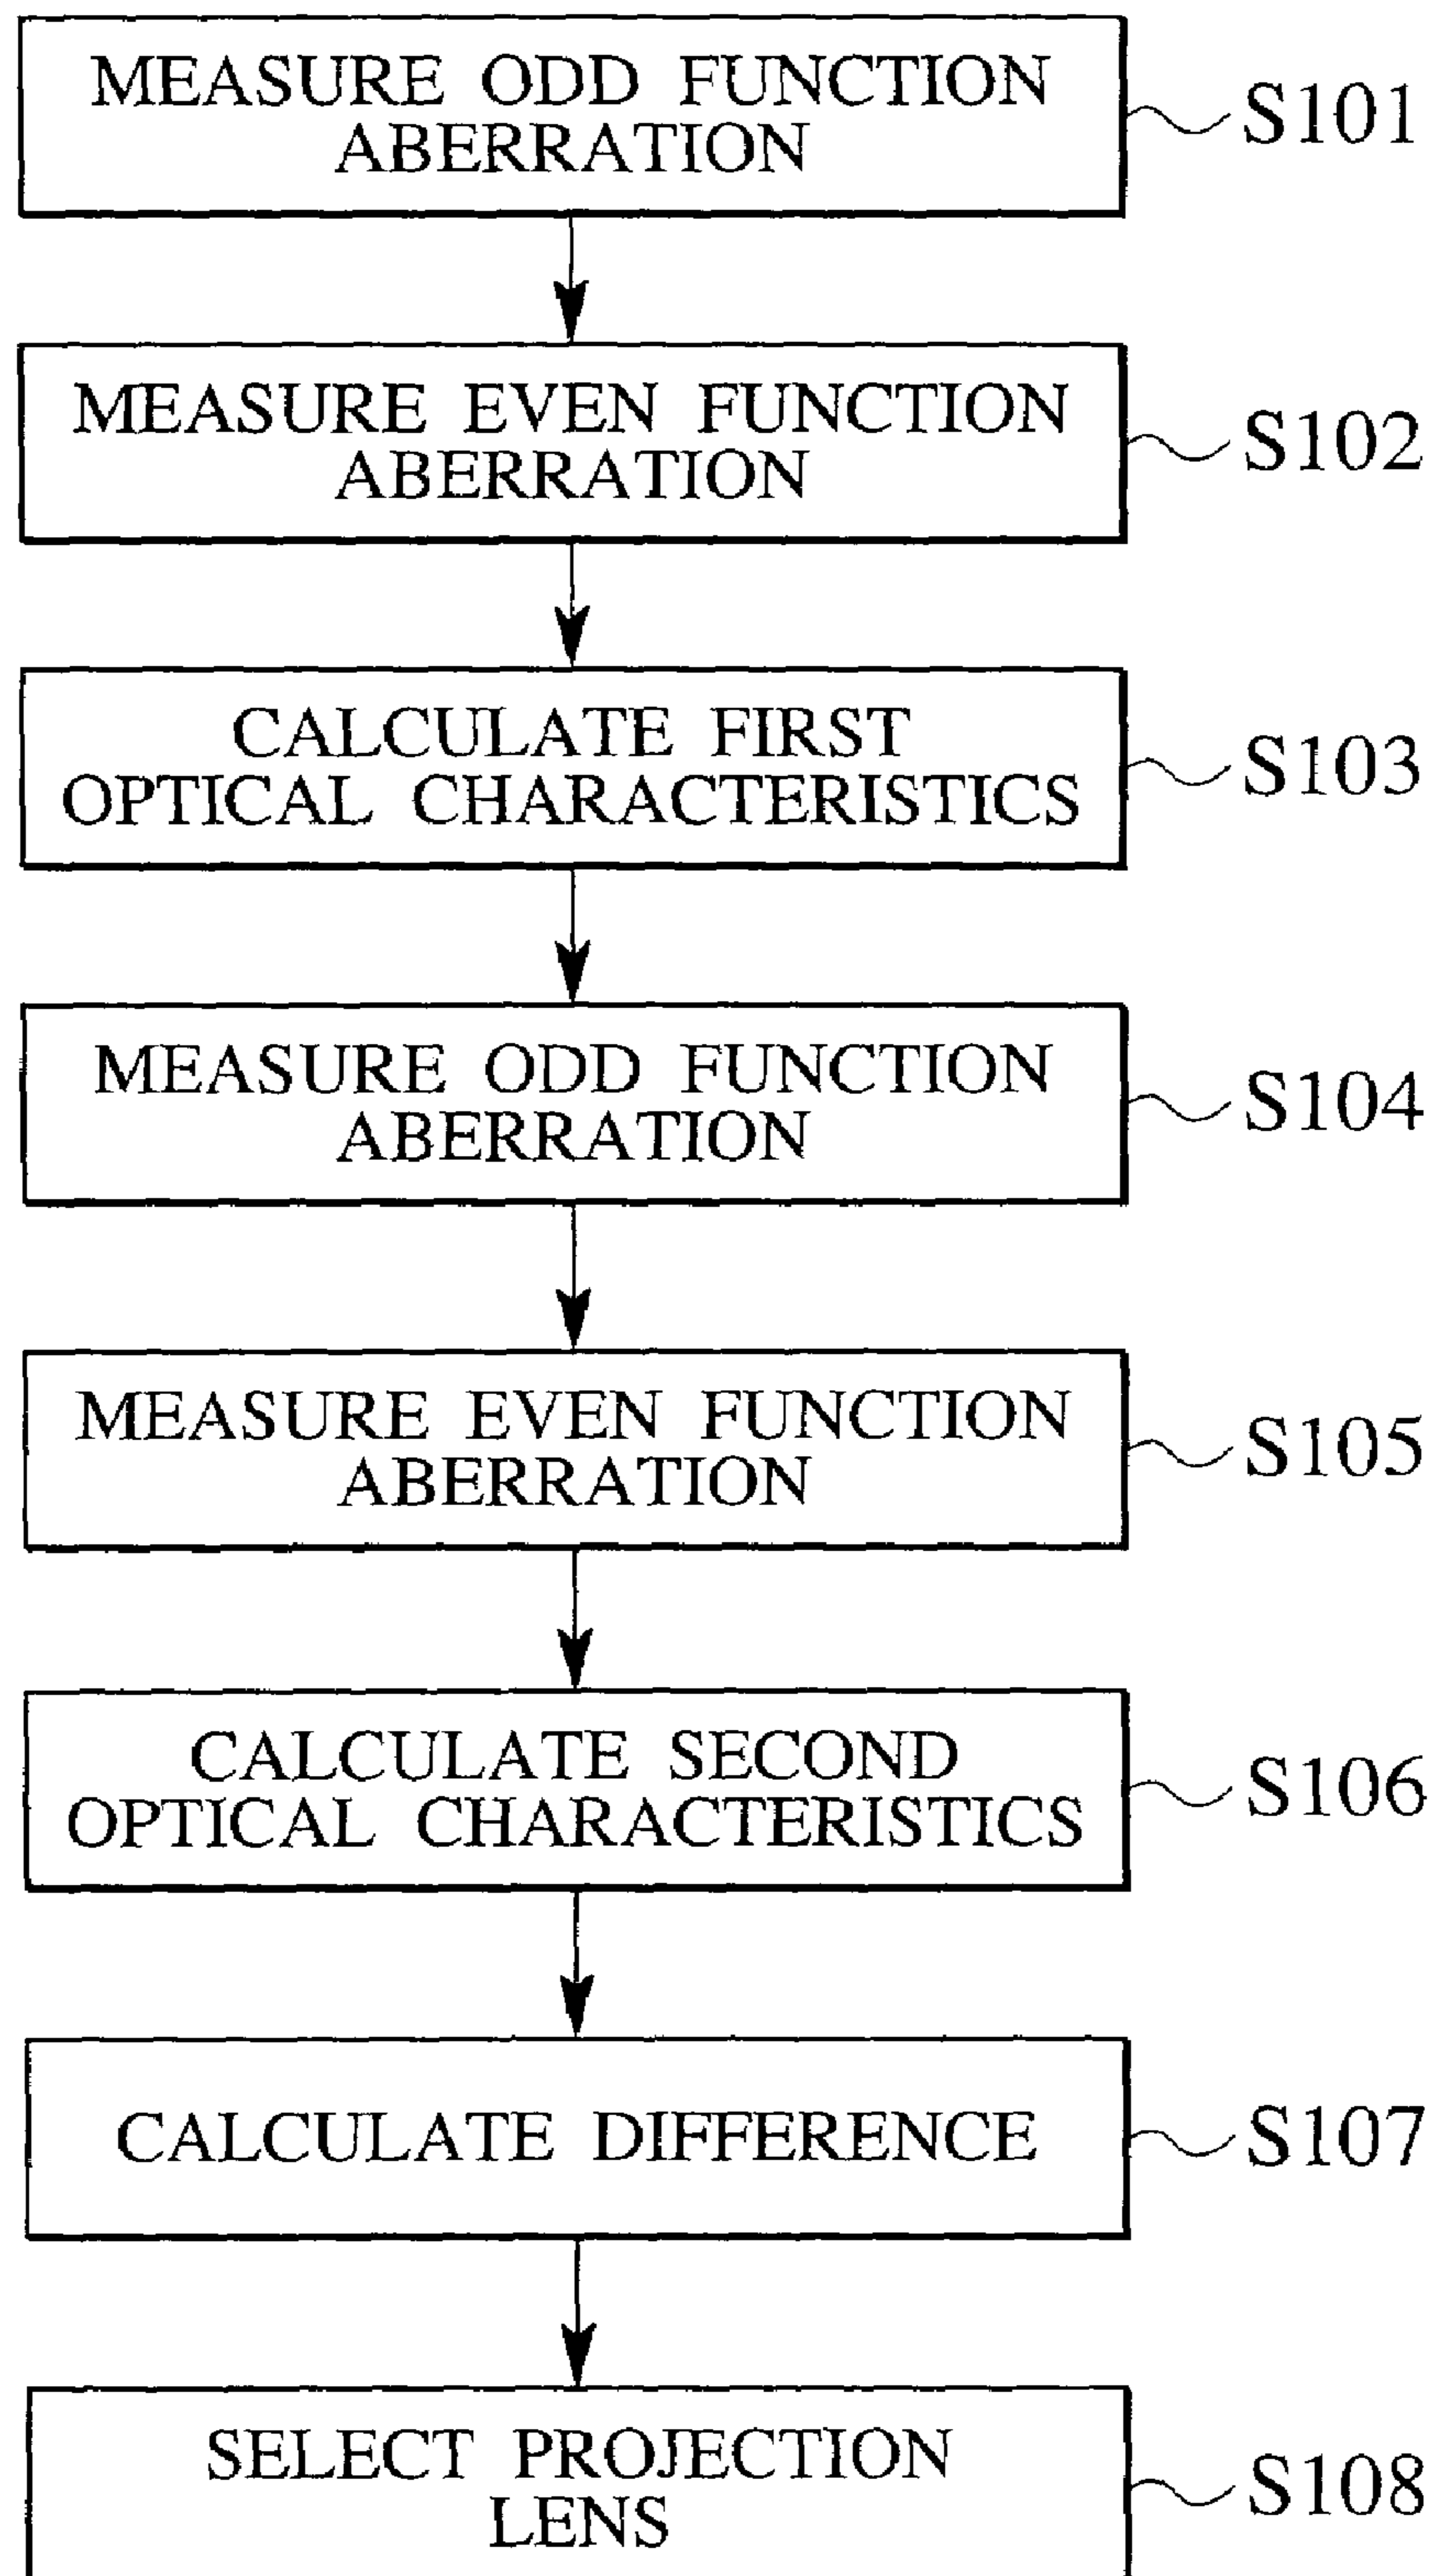 MEASURE ODD FUNCTION
ABERRATION
S101
MEASURE EVEN FUNCTION
ABERRATION
S102
CALCULATE FIRST
OPTICAL CHARACTERISTICS
S103
MEASURE ODD FUNCTION
ABERRATION
S104
MEASURE EVEN FUNCTION
ABERRATION
S105
CALCULATE SECOND
OPTICAL CHARACTERISTICS
S106
CALCULATE DIFFERENCE
S107
SELECT PROJECTION
LENS
S108